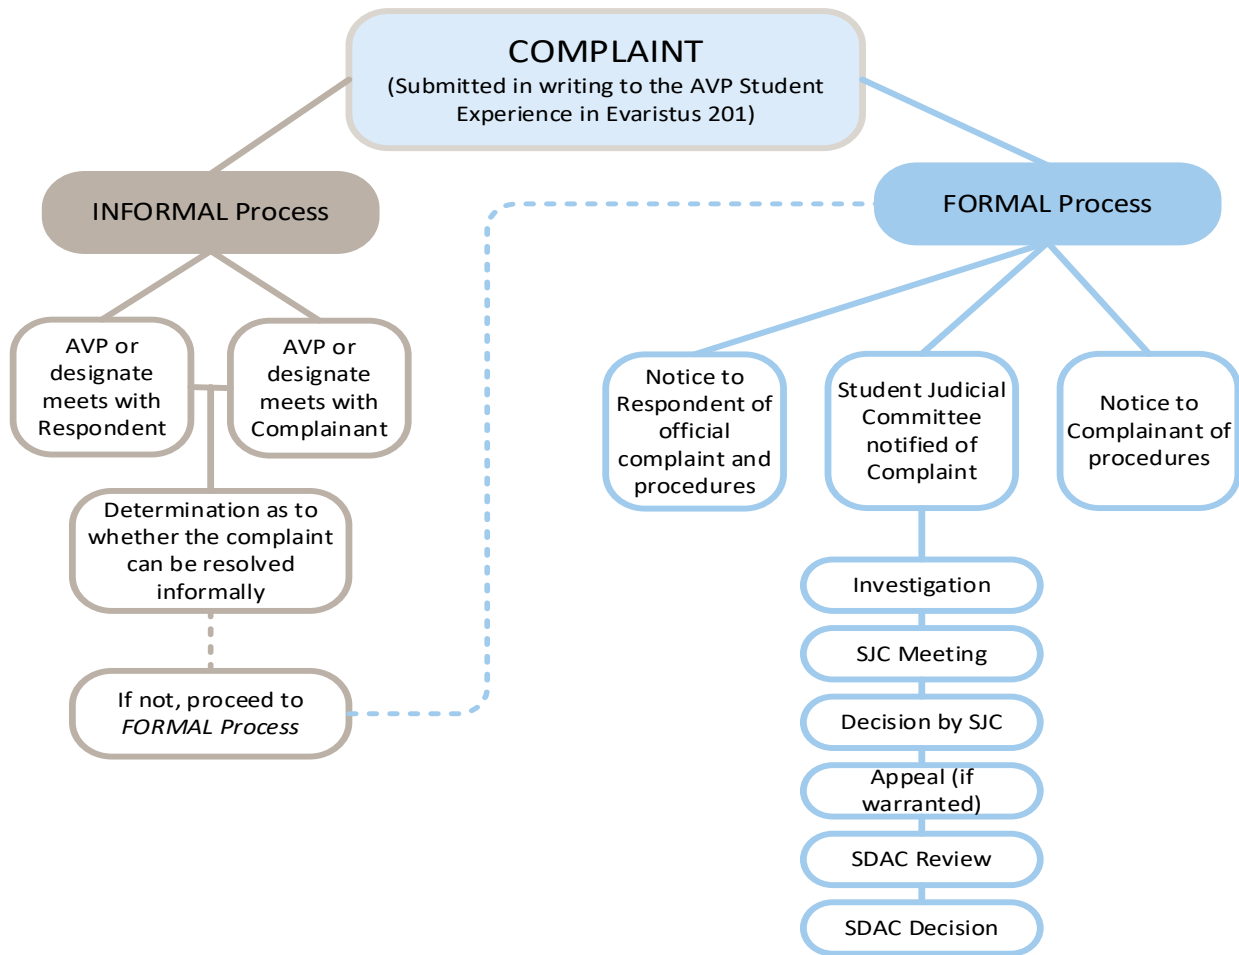 COMPLAINT
(Submitted in writing to the AVP Student
Experience in Evaristus 201)
INFORMAL Process
FORMAL Process
AVP or
designate
meets with
Respondent
AVP or
designate
meets with
Complainant
Determination as to
whether the complaint
can be resolved
informally
If not, proceed to
FORMAL Process
Notice to
Respondent of
official
complaint and
procedures
Student Judicial
Committee
notified of
Complaint
Notice to
Complainant of
procedures
Investigation
SJC Meeting
Decision by SJC
Appeal (if
warranted)
SDAC Review
SDAC Decision